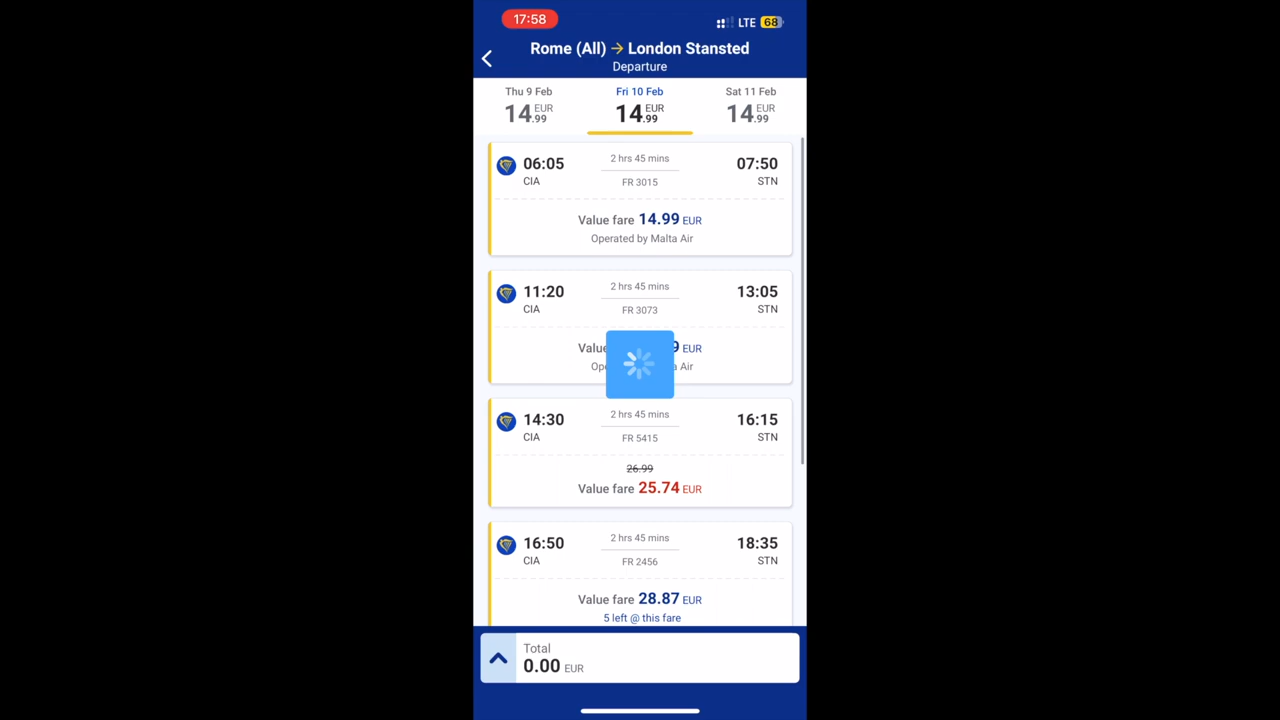 17:58
LTE 68
Rome (All) → London Stansted
Departure
Thu 9 Feb
14.99 EUR
Fri 10 Feb
14.99 EUR
Sat 11 Feb
14.99 EUR
06:05 2 hrs 45 mins 07:50
CIA FR 3015 STN
Value fare 14.99 EUR
Operated by Malta Air
11:20 2 hrs 45 mins 13:05
CIA FR 3073 STN
9 EUR
Air
14:30 2 hrs 45 mins 16:15
CIA FR 5415 STN
26.99
Value fare 25.74 EUR
16:50 2 hrs 45 mins 18:35
CIA FR 2456 STN
Value fare 28.87 EUR
5 left @ this fare
Total
0.00 EUR